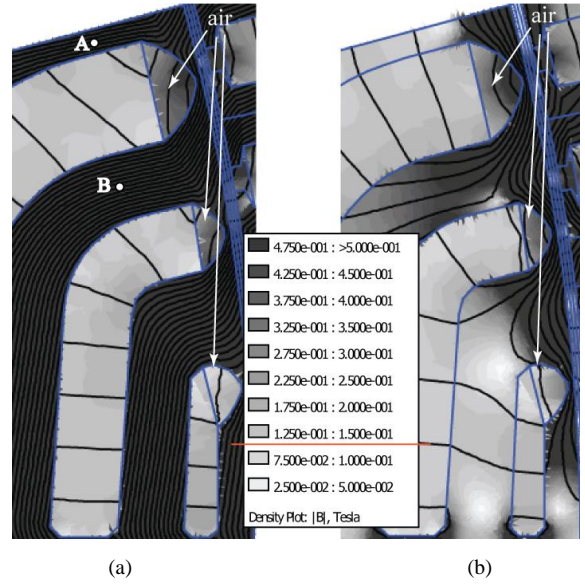 air
air
A
B
4.750e-001 : >5.000e-001
4.250e-001 : 4.500e-001
3.750e-001 : 4.000e-001
3.250e-001 : 3.500e-001
2.750e-001 : 3.000e-001
2.250e-001 : 2.500e-001
1.750e-001 : 2.000e-001
1.250e-001 : 1.500e-001
7.500e-002 : 1.000e-001
2.500e-002 : 5.000e-002
Density Plot: |B|, Tesla
(a)
(b)